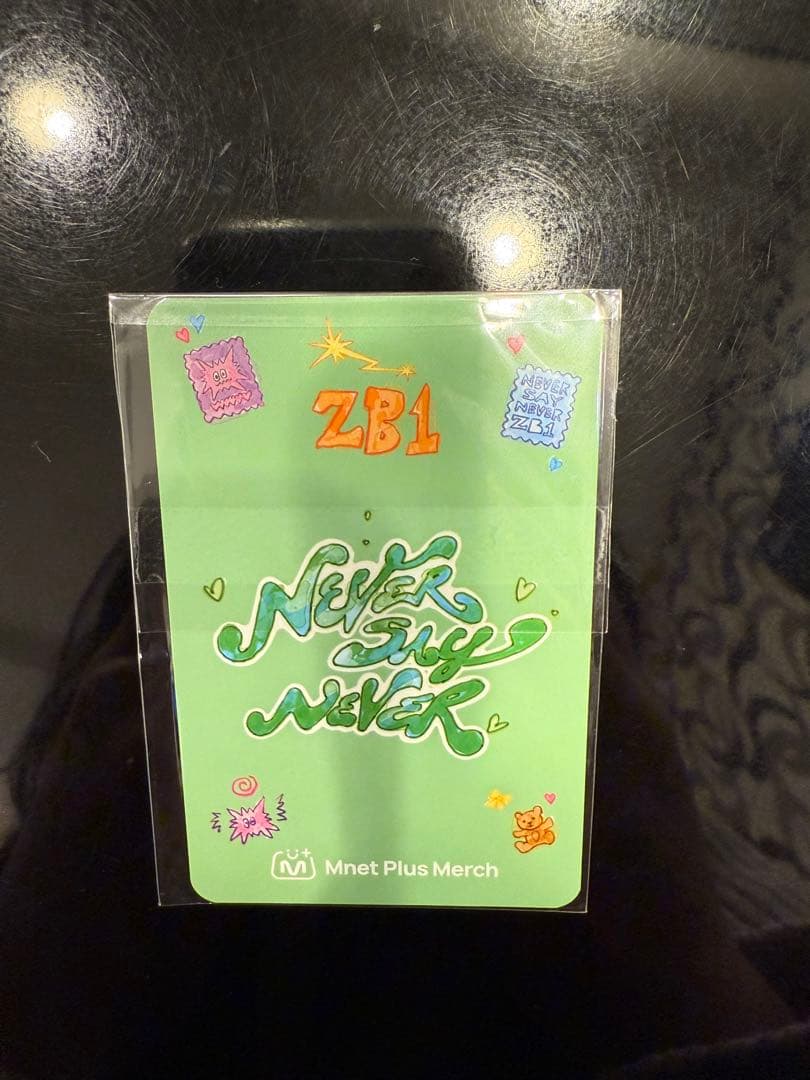 ZB1
NEVER
SAY
NEVER
ZB1
NEVER
SAY
NEVER
M+
Mnet Plus Merch